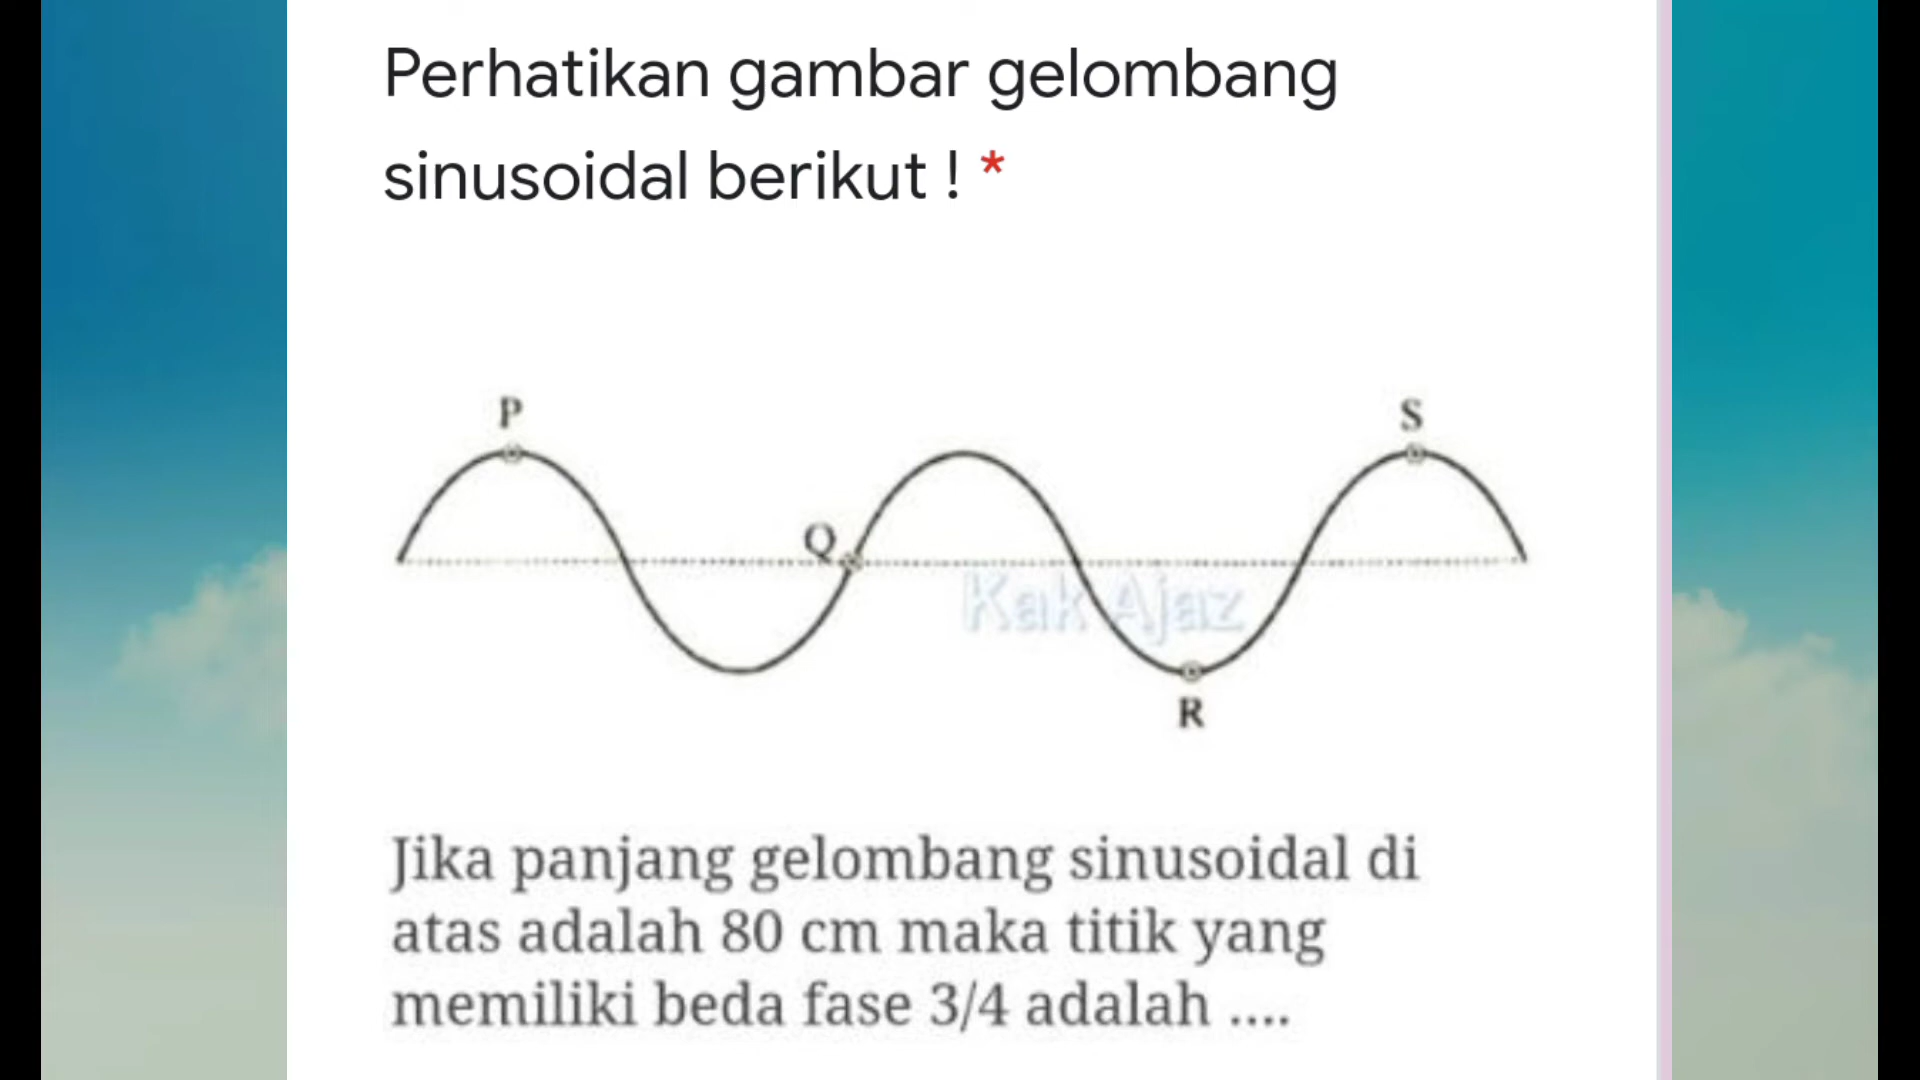 Perhatikan gambar gelombang
sinusoidal berikut ! *
P
S
Q
Kak Ajaz
R
Jika panjang gelombang sinusoidal di
atas adalah 80 cm maka titik yang
memiliki beda fase 3/4 adalah ....